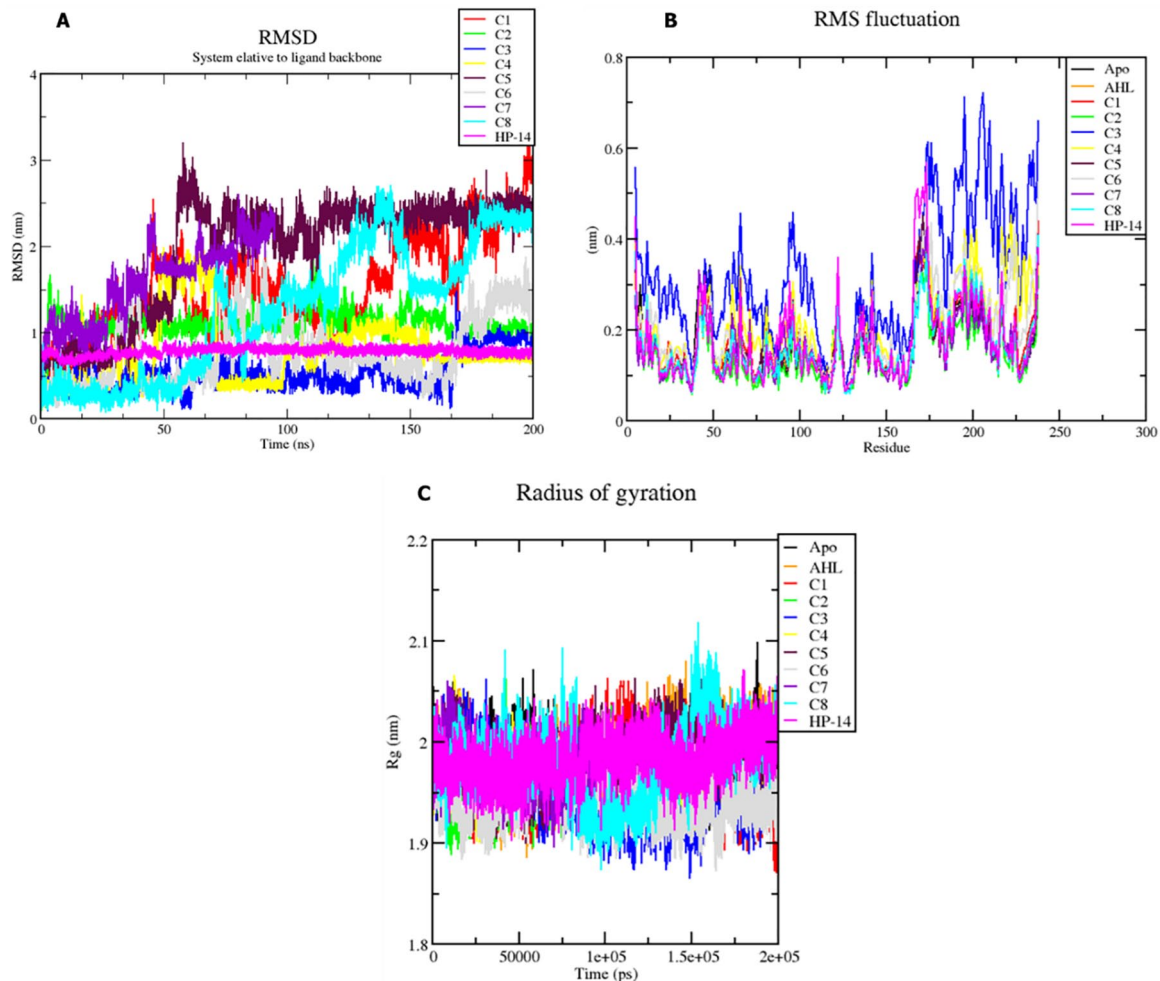 A
RMSD
System elative to ligand backbone
C1
C2
C3
C4
C5
C6
C7
C8
HP-14
RMSD (nm)
4
3
2
1
0
0 50 100 150 200
Time (ns)
B
RMS fluctuation
Apo
AHL
C1
C2
C3
C4
C5
C6
C7
C8
HP-14
(nm)
0.8
0.6
0.4
0.2
0
0 50 100 150 200 250 300
Residue
C
Radius of gyration
Apo
AHL
C1
C2
C3
C4
C5
C6
C7
C8
HP-14
Rg (nm)
2.2
2.1
2
1.9
1.8
0 50000 1e+05 1.5e+05 2e+05
Time (ps)